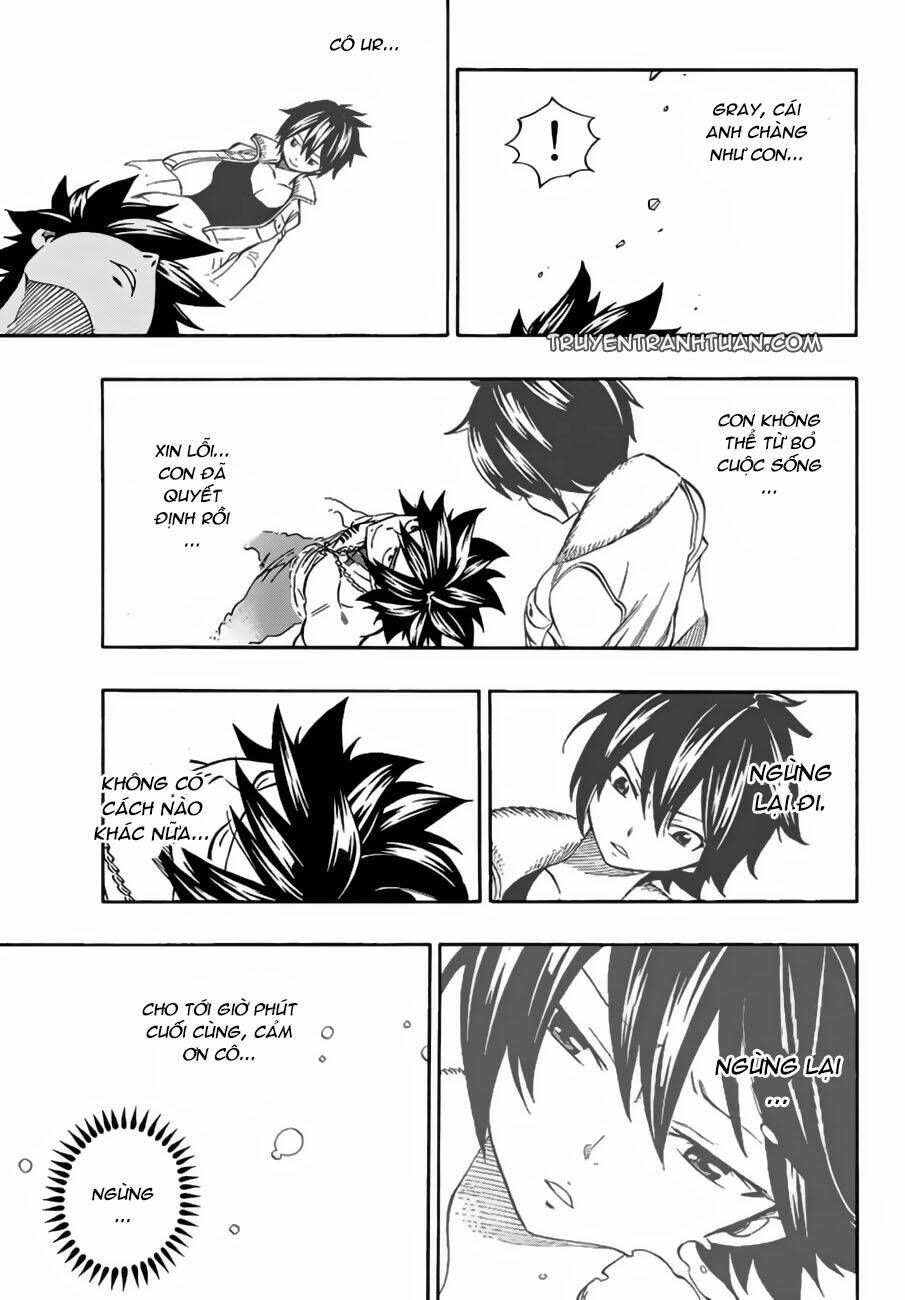 GRAY, CÁI
ANH CHÀNG
NHƯ CON...
!
CÔ UR...
TRUYENTRANHTUAN.COM
CON KHÔNG
THỂ TỪ BỎ
CUỘC SỐNG
...
XIN LỖI...
CON ĐÃ
QUYẾT
ĐỊNH RỒI
...
NGỪNG
LẠI ĐI.
KHÔNG CÓ
CÁCH NÀO
KHÁC NỮA...
NGỪNG LẠI
...
CHO TỚI GIỜ PHÚT
CUỐI CÙNG, CẢM
ƠN CÔ...
NGỪNG
...